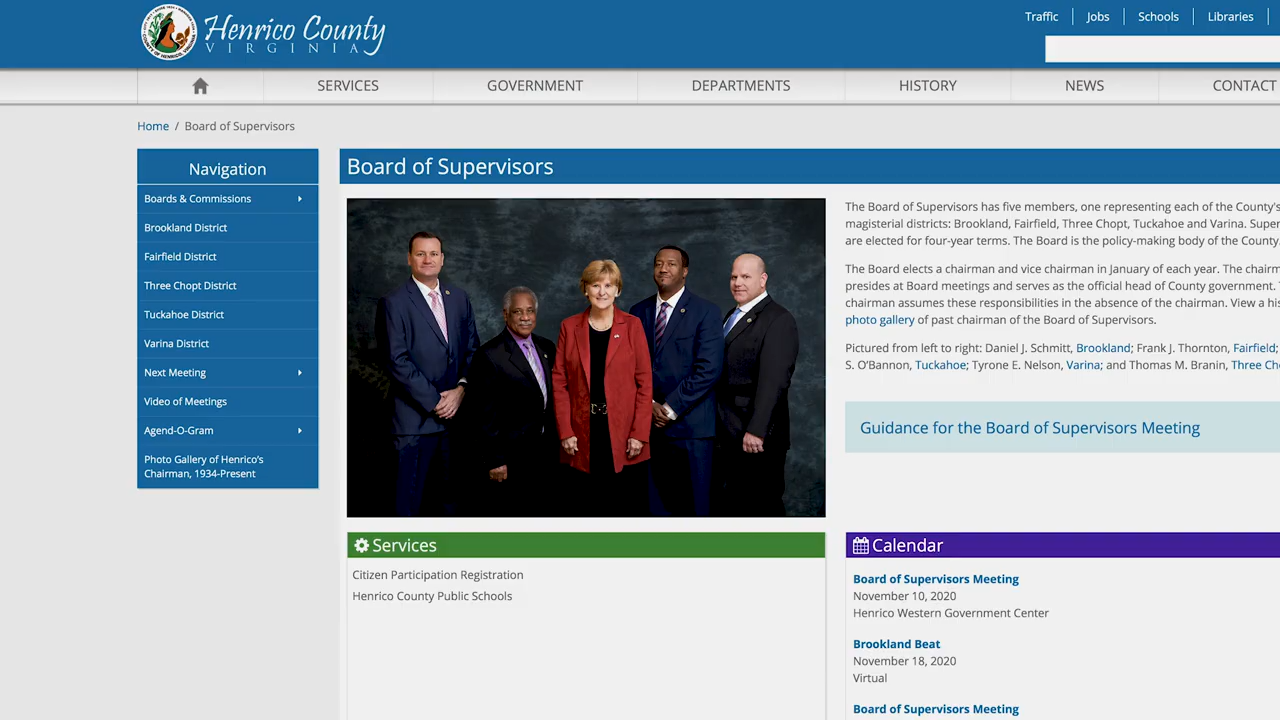 Henrico County
VIRGINIA
Traffic
Jobs
Schools
Libraries
SERVICES
GOVERNMENT
DEPARTMENTS
HISTORY
NEWS
CONTACT
Home / Board of Supervisors
Navigation
Boards & Commissions
Brookland District
Fairfield District
Three Chopt District
Tuckahoe District
Varina District
Next Meeting
Video of Meetings
Agend-O-Gram
Photo Gallery of Henrico's
Chairman, 1934-Present
Board of Supervisors
The Board of Supervisors has five members, one representing each of the County's
magisterial districts: Brookland, Fairfield, Three Chopt, Tuckahoe and Varina. Super
are elected for four-year terms. The Board is the policy-making body of the County.
The Board elects a chairman and vice chairman in January of each year. The chairm
presides at Board meetings and serves as the official head of County government.
chairman assumes these responsibilities in the absence of the chairman. View a his
photo gallery of past chairman of the Board of Supervisors.
Pictured from left to right: Daniel J. Schmitt, Brookland; Frank J. Thornton, Fairfield;
S. O'Bannon, Tuckahoe; Tyrone E. Nelson, Varina; and Thomas M. Branin, Three Ch
Guidance for the Board of Supervisors Meeting
Services
Citizen Participation Registration
Henrico County Public Schools
Calendar
Board of Supervisors Meeting
November 10, 2020
Henrico Western Government Center
Brookland Beat
November 18, 2020
Virtual
Board of Supervisors Meeting